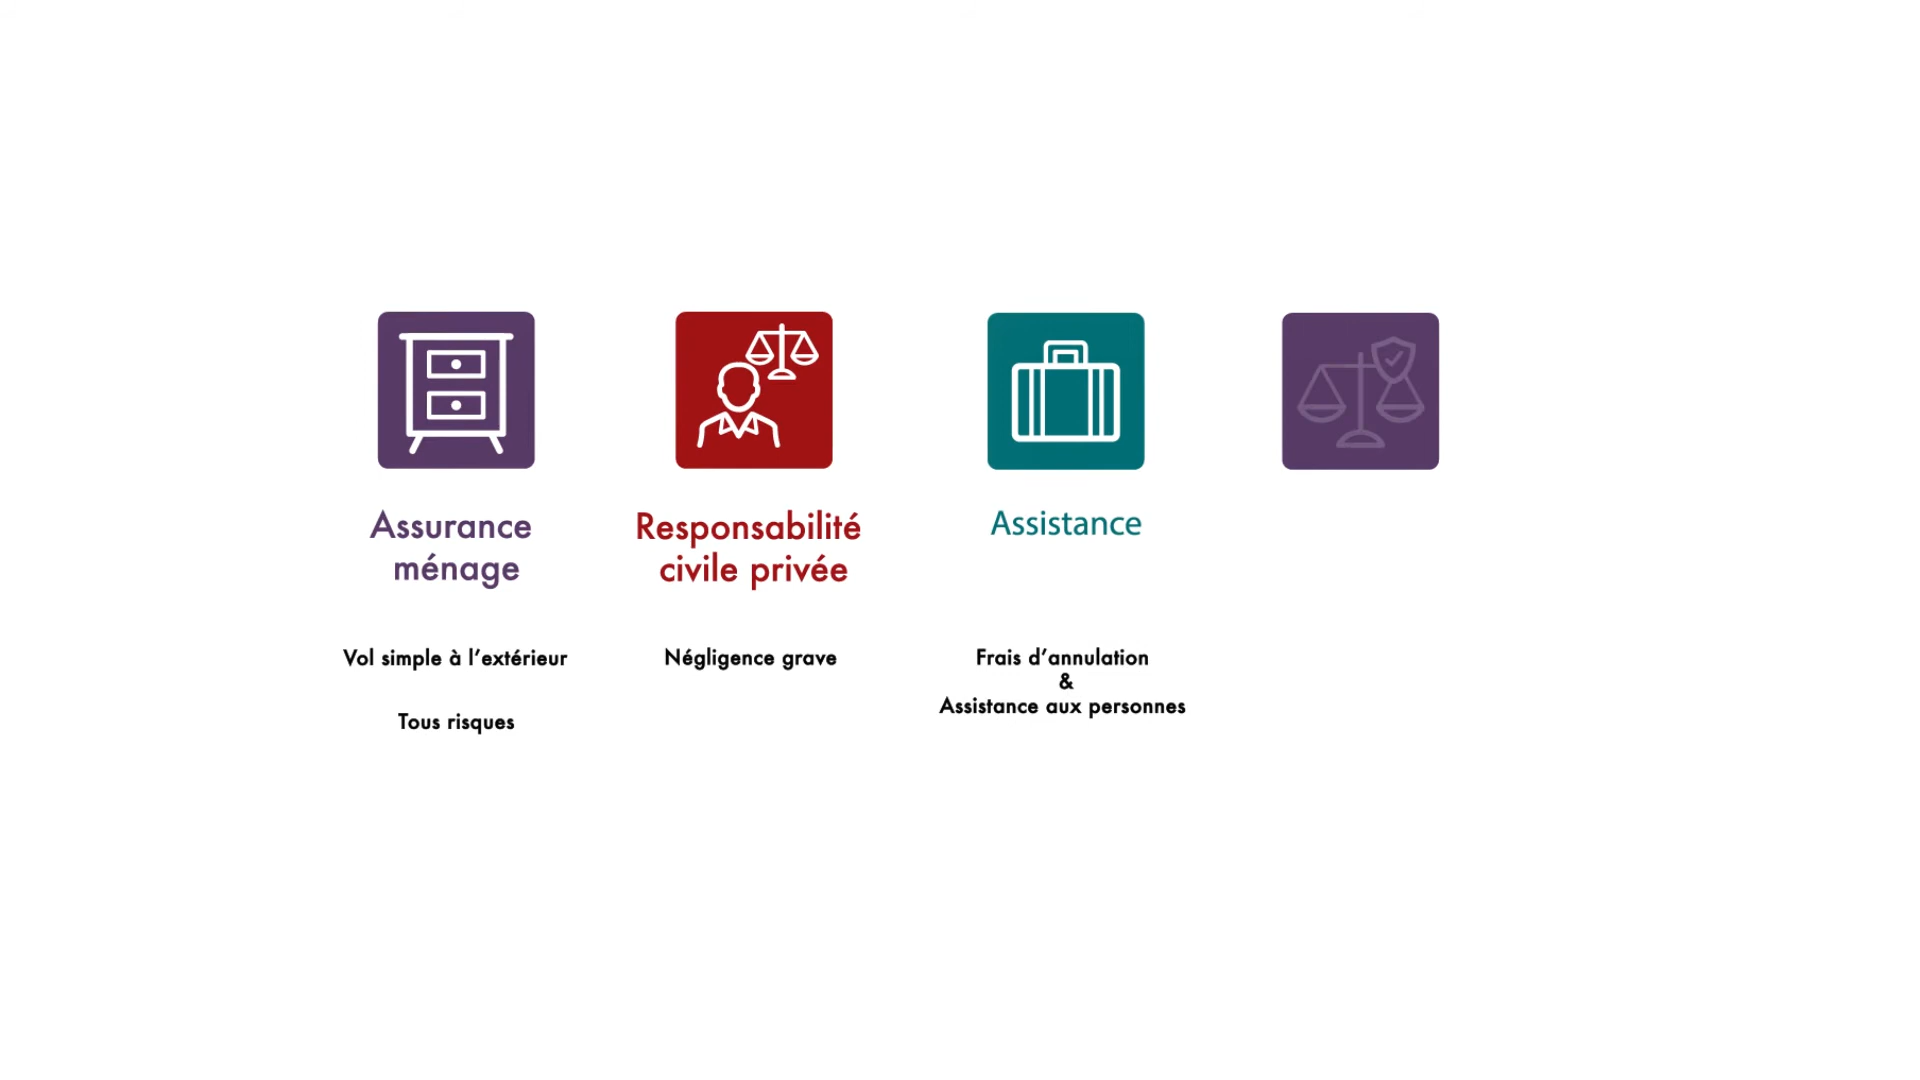 Assurance
ménage
Vol simple à l’extérieur
Tous risques
Responsabilité
civile privée
Négligence grave
Assistance
Frais d’annulation
&
Assistance aux personnes